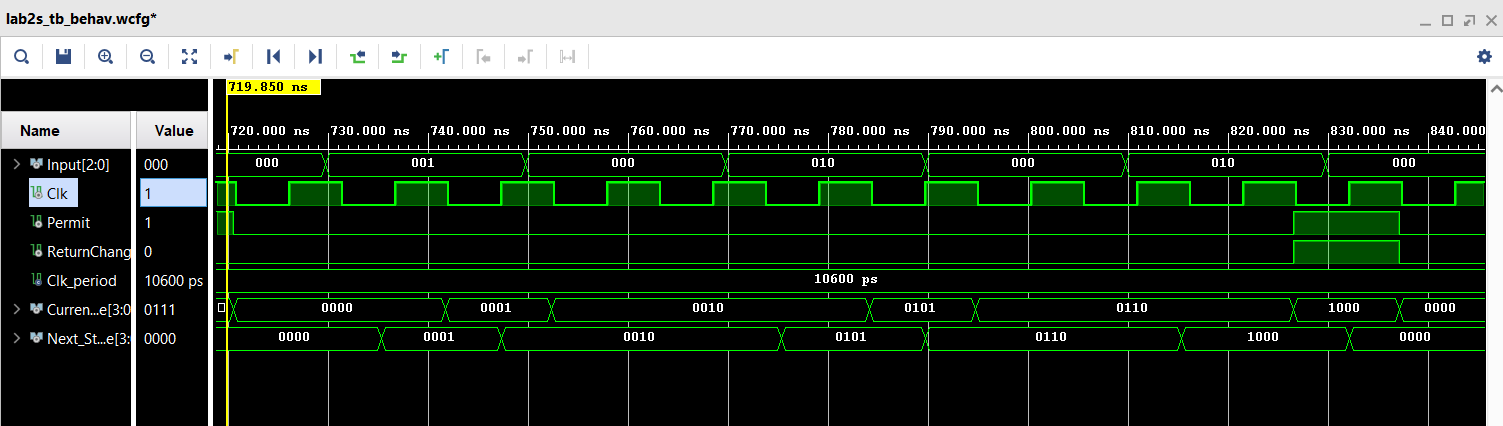 lab2s_tb_behav.wcfg*
719.850 ns
Name Value 720.000 ns 730.000 ns 740.000 ns 750.000 ns 760.000 ns 770.000 ns 780.000 ns 790.000 ns 800.000 ns 810.000 ns 820.000 ns 830.000 ns 840.000
Input[2:0] 000 000 001 000 010 000 010 000
Clk 1
Permit 1
ReturnChang 0
Clk_period 10600 ps 10600 ps
Curren...e[3:0 0111 0000 0001 0010 0101 0110 1000 0000
Next_St...e[3: 0000 0000 0001 0010 0101 0110 1000 0000